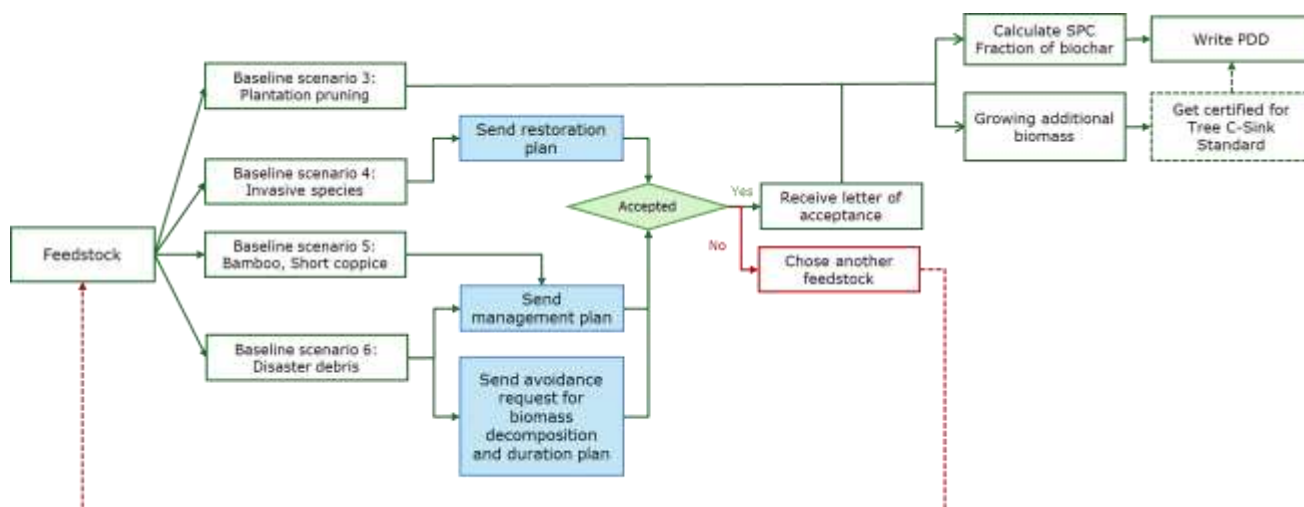 Feedstock
Baseline scenario 3:
Plantation pruning
Baseline scenario 4:
Invasive species
Baseline scenario 5:
Bamboo, Short coppice
Baseline scenario 6:
Disaster debris
Send restoration
plan
Send
management plan
Send avoidance
request for
biomass
decomposition
and duration plan
Accepted
Yes
No
Receive letter of
acceptance
Chose another
feedstock
Calculate SPC
Fraction of biochar
Growing additional
biomass
Write PDD
Get certified for
Tree C-Sink
Standard